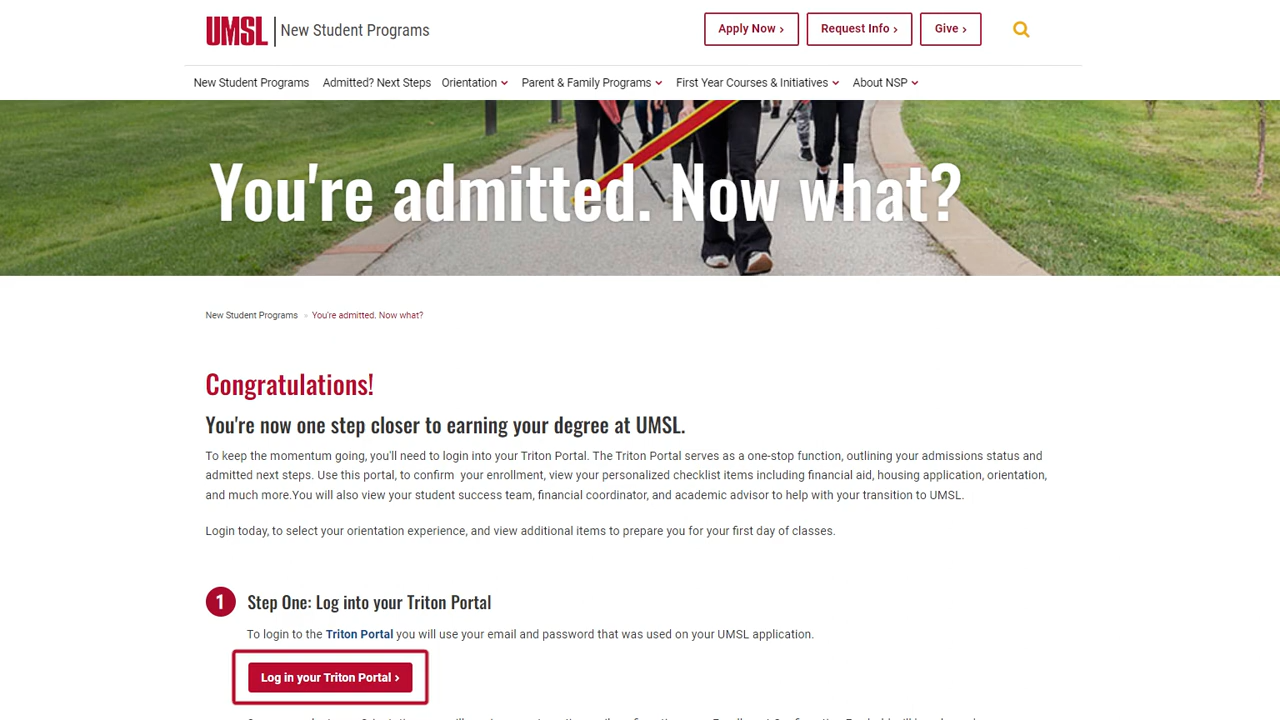 UMSL New Student Programs
Apply Now ›
Request Info ›
Give ›
New Student Programs
Admitted? Next Steps
Orientation
Parent & Family Programs
First Year Courses & Initiatives
About NSP
You're admitted. Now what?
New Student Programs » You're admitted. Now what?
Congratulations!
You're now one step closer to earning your degree at UMSL.
To keep the momentum going, you'll need to login into your Triton Portal. The Triton Portal serves as a one-stop function, outlining your admissions status and
admitted next steps. Use this portal, to confirm your enrollment, view your personalized checklist items including financial aid, housing application, orientation,
and much more.You will also view your student success team, financial coordinator, and academic advisor to help with your transition to UMSL.
Login today, to select your orientation experience, and view additional items to prepare you for your first day of classes.
1 Step One: Log into your Triton Portal
To login to the Triton Portal you will use your email and password that was used on your UMSL application.
Log in your Triton Portal ›